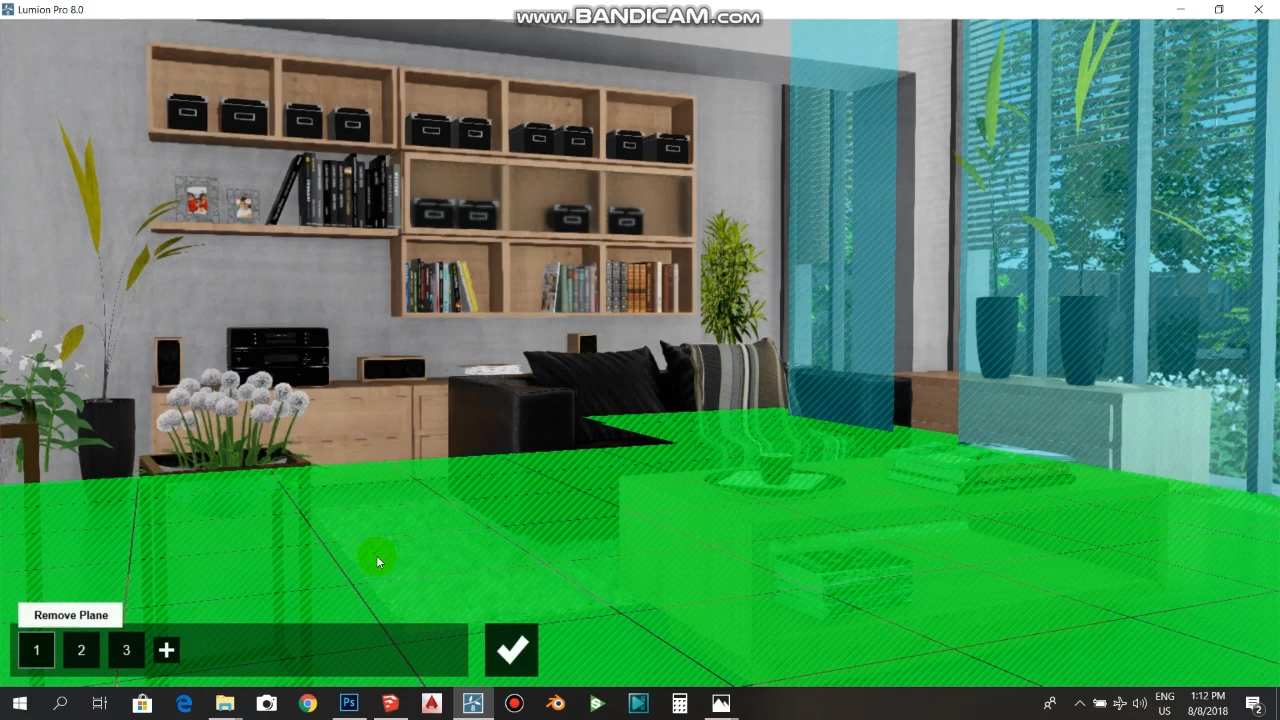 Lumion Pro 8.0
www.BANDICAM.com
Remove Plane
1
2
3
Ps
ENG
US
1:12 PM
8/8/2018
2